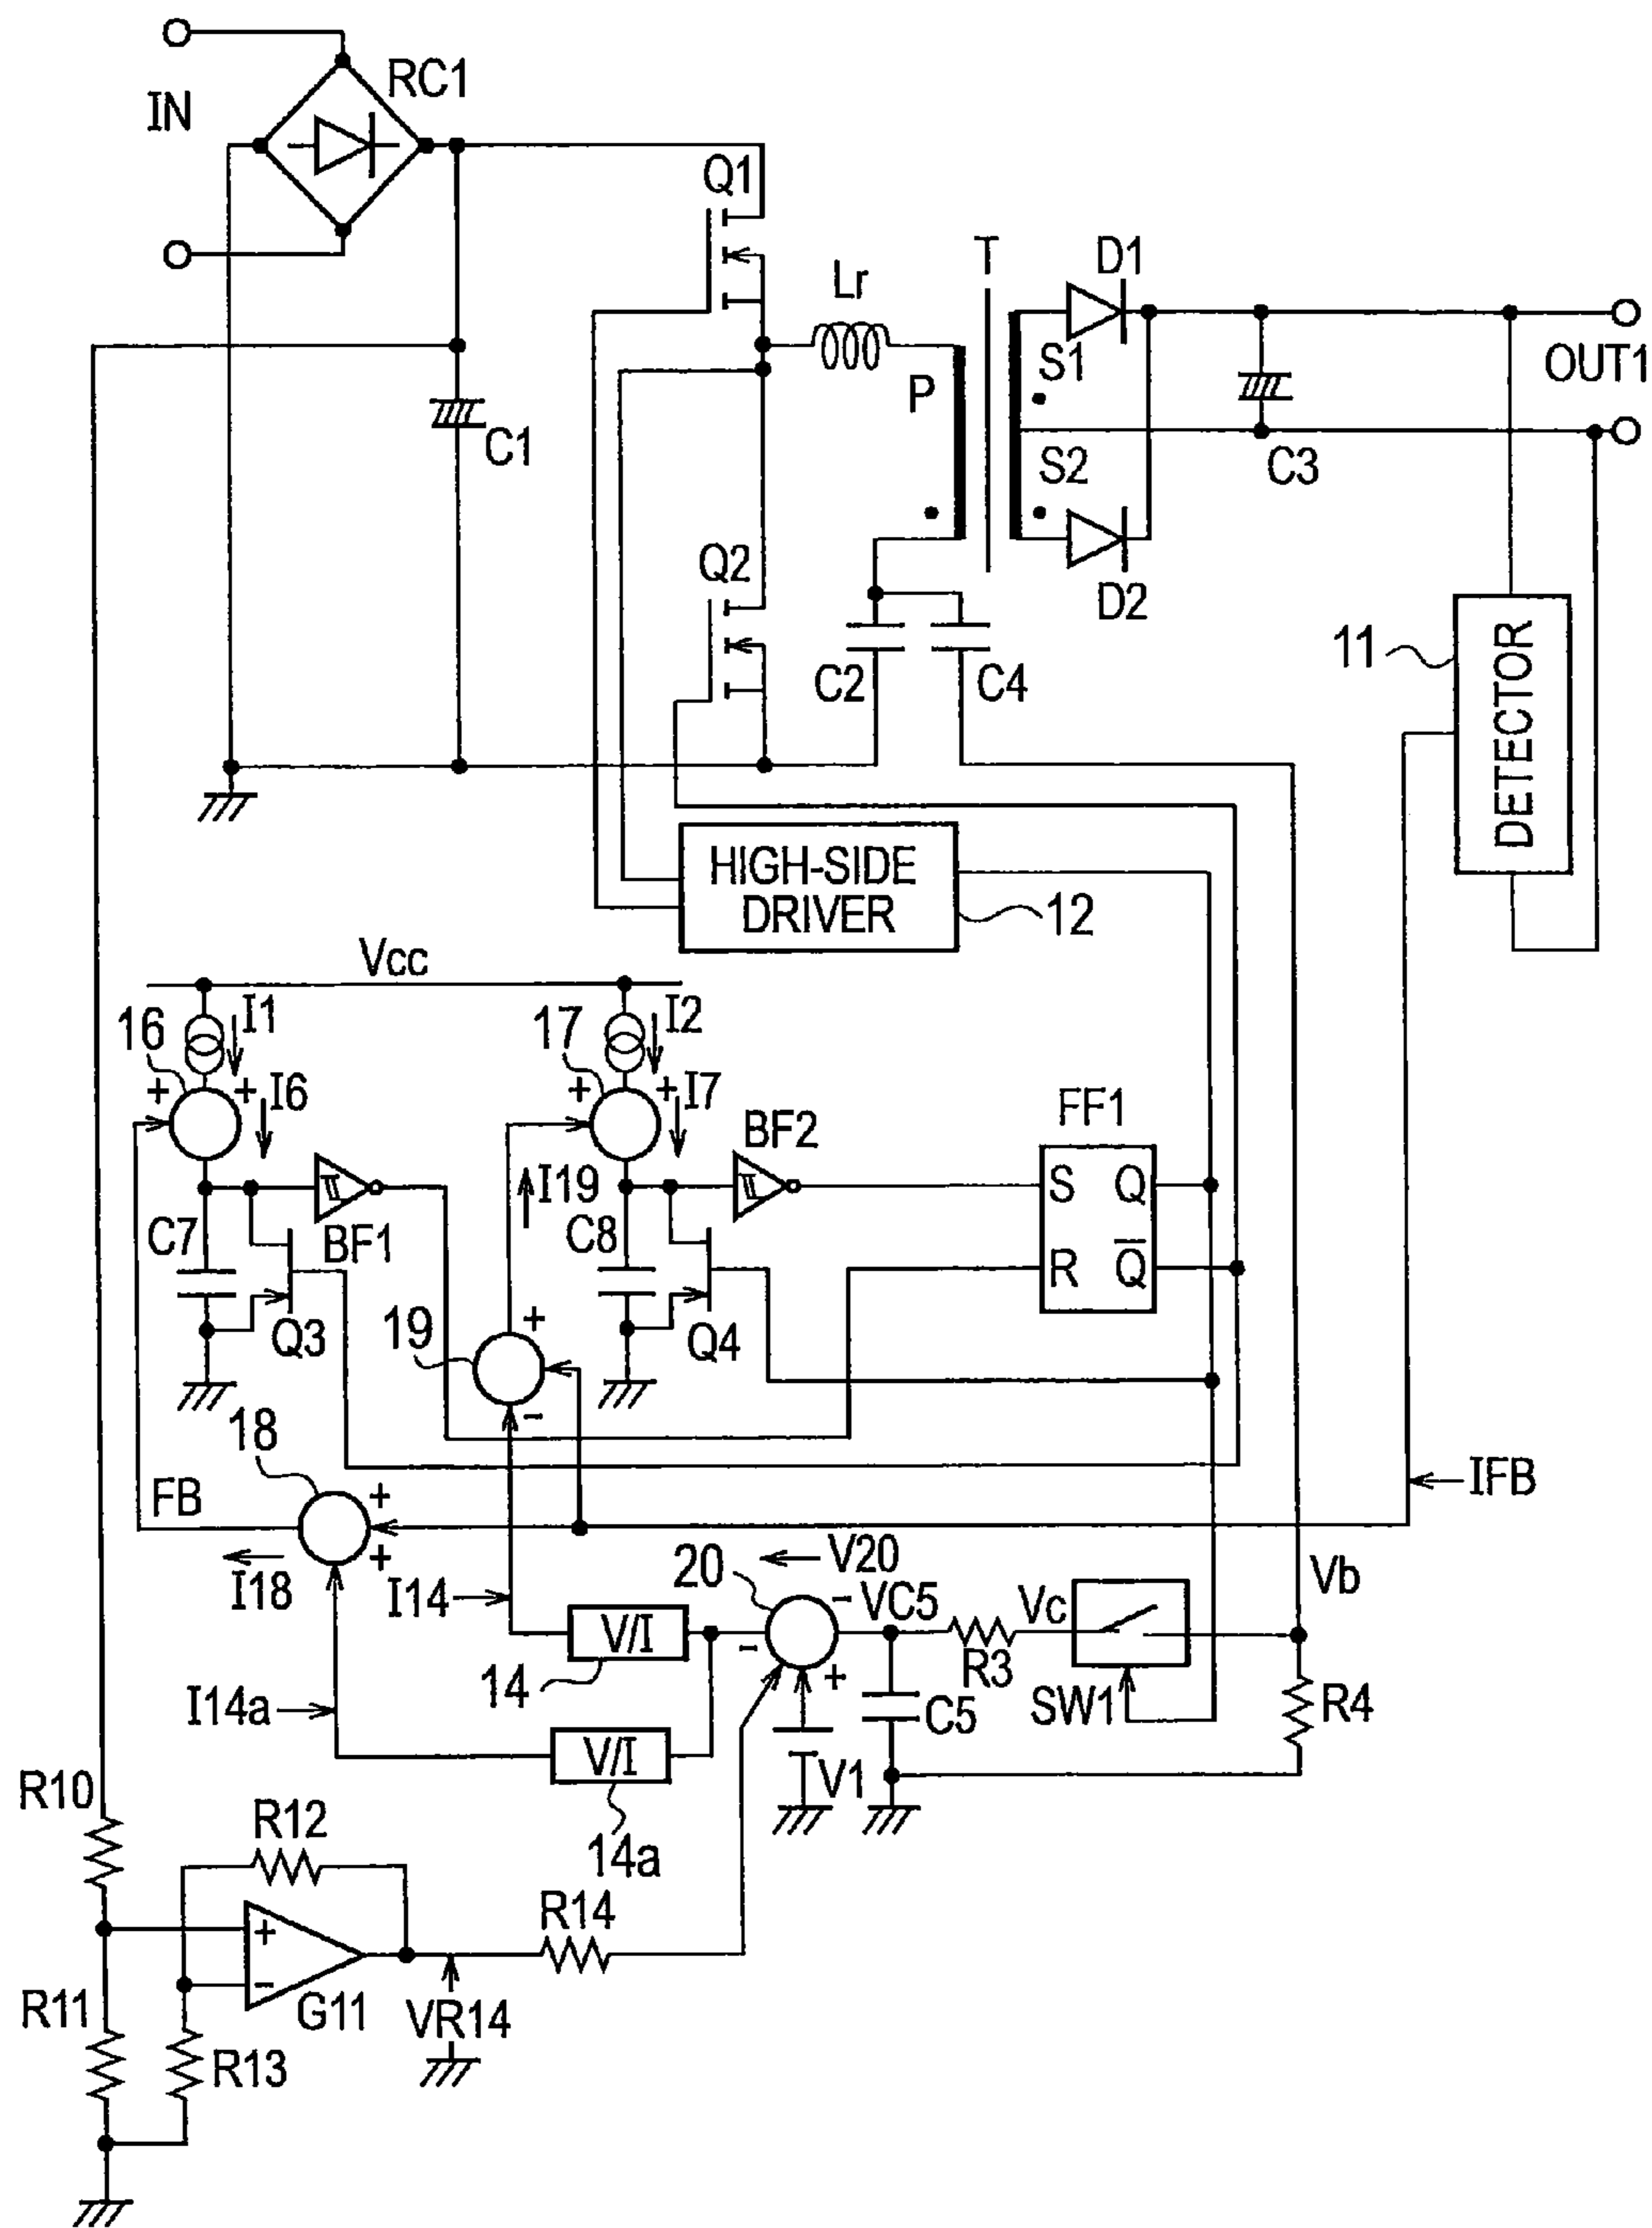 IN
RC1
Q1
Lr
T
D1
S1
OUT1
P
C1
S2
C3
Q2
D2
C2
C4
11
DETECTOR
HIGH-SIDE
DRIVER
12
Vcc
16
I1
17
I2
+
+
I6
+
+
I7
BF2
FF1
S
Q
I19
C7
BF1
C8
R
Q̅
Q3
19
+
Q4
-
18
FB
+
+
IFB
I18
I14
20
V20
-
VC5
Vc
Vb
V/I
-
+
R3
14
I14a
C5
SW1
R4
V/I
V1
R10
R12
14a
R14
+
-
R11
G11
VR14
R13